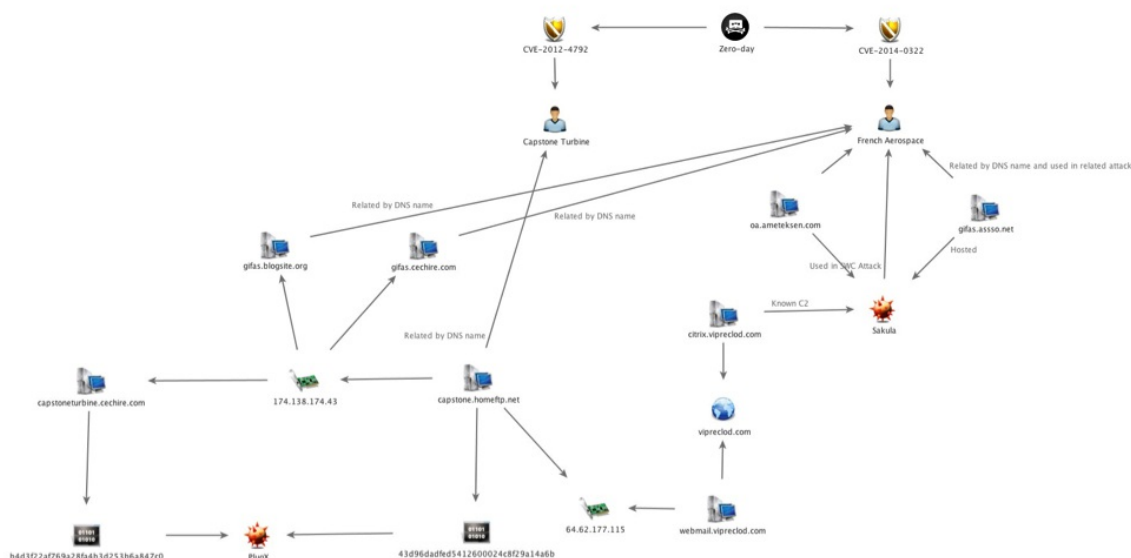 CVE-2012-4792
Zero-day
CVE-2014-0322
Capstone Turbine
French Aerospace
Related by DNS name and used in related attack
Related by DNS name
Related by DNS name
oa.ameteksen.com
gifas.assso.net
gifas.blogsite.org
gifas.cechire.com
Used in SWC Attack
Hosted
Known C2
Sakula
citrix.vipreclod.com
Related by DNS name
capstoneturbine.cechire.com
174.138.174.43
capstone.homeftp.net
vipreclod.com
64.62.177.115
webmail.vipreclod.com
b4d3f22af769a28fa4b3d253b6a847c0
PlugX
43d96dadfed5412600024c8f29a14a6b